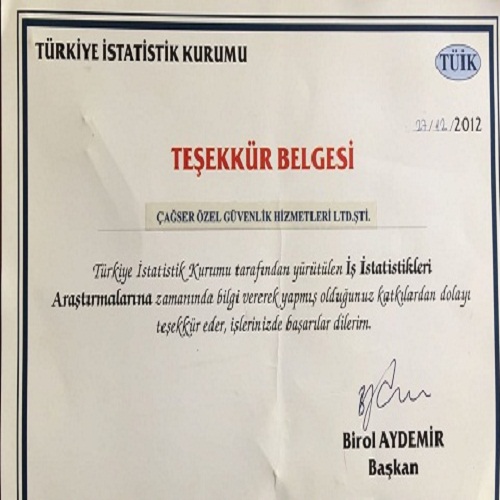 TÜRKİYE İSTATİSTİK KURUMU
TÜİK
27/12/2012
TEŞEKKÜR BELGESİ
ÇAĞSER ÖZEL GÜVENLİK HİZMETLERİ LTD.ŞTİ.
Türkiye İstatistik Kurumu tarafından yürütülen İş İstatistikleri
Araştırmalarına zamanında bilgi vererek yapmış olduğunuz katkılardan dolayı
teşekkür eder, işlerinizde başarılar dilerim.
Birol AYDEMİR
Başkan